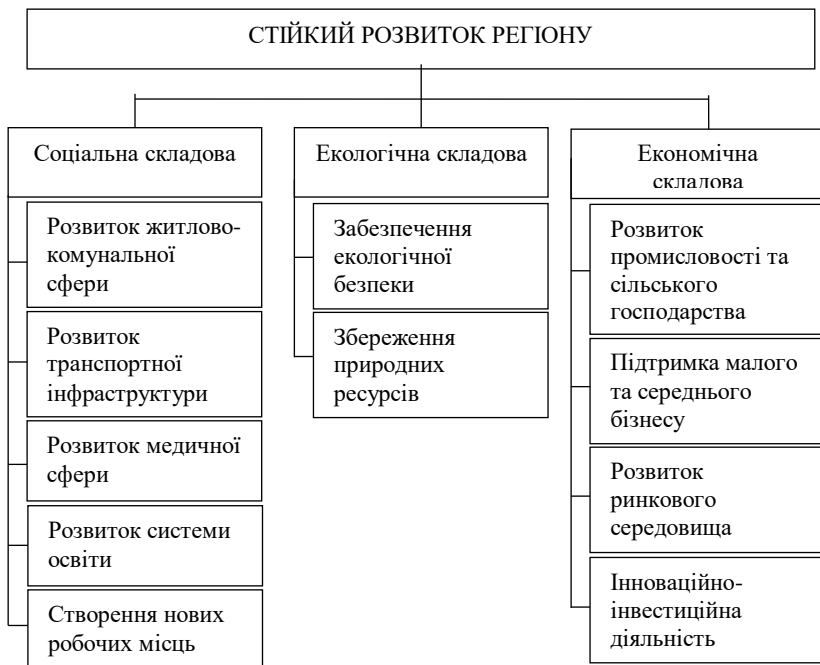 СТІЙКИЙ РОЗВИТОК РЕГІОНУ
Соціальна складова
Розвиток житлово-
комунальної
сфери
Розвиток
транспортної
інфраструктури
Розвиток медичної
сфери
Розвиток системи
освіти
Створення нових
робочих місць
Екологічна складова
Забезпечення
екологічної
безпеки
Збереження
природних
ресурсів
Економічна
складова
Розвиток
промисловості та
сільського
господарства
Підтримка малого
та середнього
бізнесу
Розвиток
ринкового
середовища
Інноваційно-
інвестиційна
діяльність